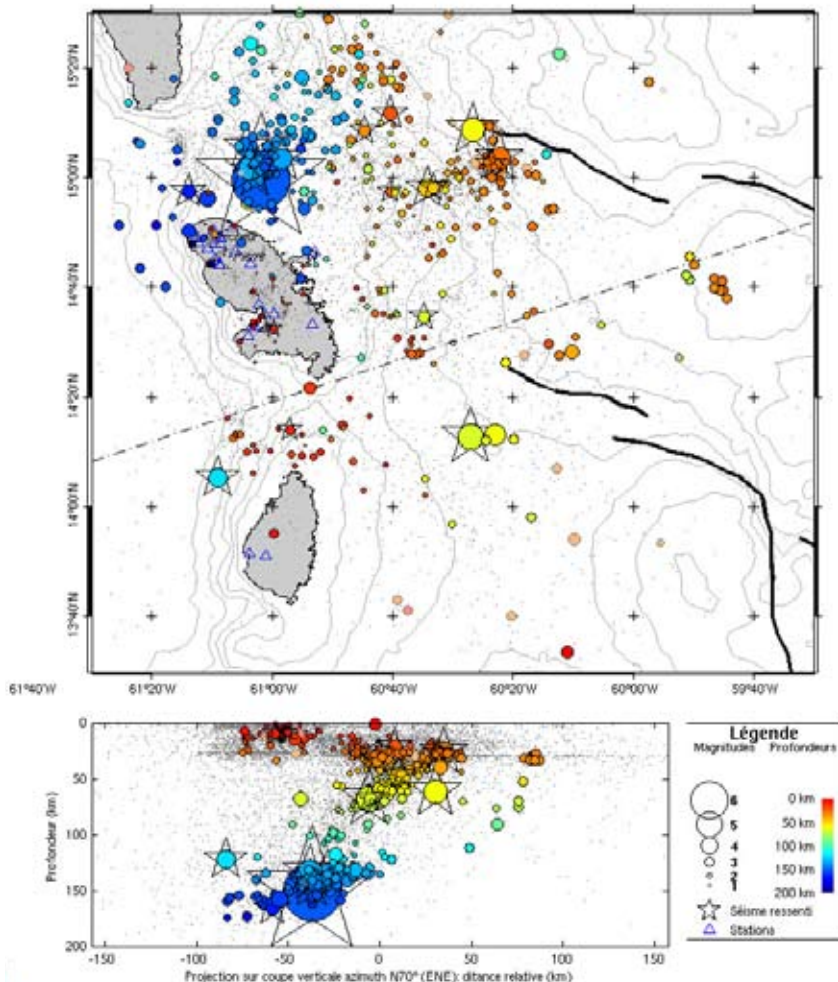 15°20'N
15°00'N
14°40'N
14°20'N
14°00'N
13°40'N
61°40'W
61°20'W
61°00'W
60°40'W
60°20'W
60°00'W
59°40'W
0
50
100
150
200
Profondeur (km)
-150
-100
-50
0
50
100
150
Projection sur coupe verticale azimuth N70° (ENE): ditance relative (km)
Légende
Magnitudes Profondeurs
6
5
4
3
2
1
0 km
50 km
100 km
150 km
200 km
Séisme ressenti
Stations